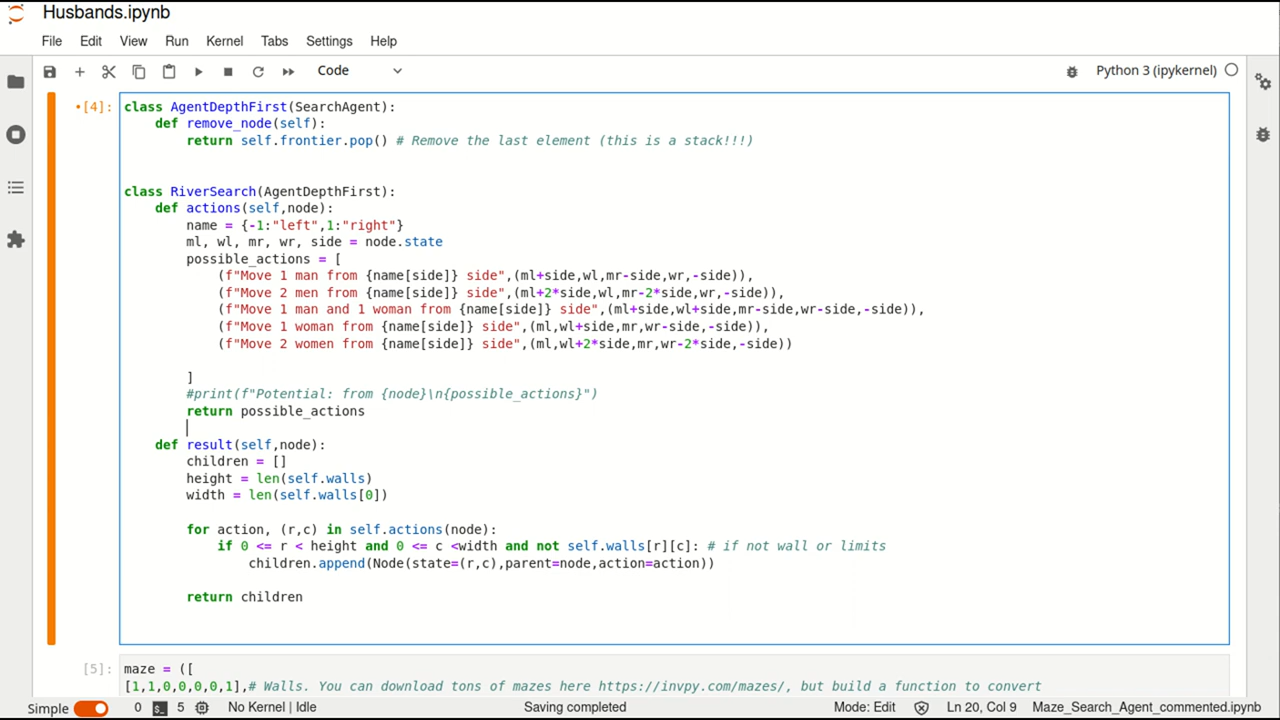 Husbands.ipynb
File Edit View Run Kernel Tabs Settings Help
Code Python 3 (ipykernel)
[4]: class AgentDepthFirst(SearchAgent):
    def remove_node(self):
        return self.frontier.pop() # Remove the last element (this is a stack!!!)
class RiverSearch(AgentDepthFirst):
    def actions(self,node):
        name = {-1:"left",1:"right"}
        ml, wl, mr, wr, side = node.state
        possible_actions = [
            (f"Move 1 man from {name[side]} side",(ml+side,wl,mr-side,wr,-side)),
            (f"Move 2 men from {name[side]} side",(ml+2*side,wl,mr-2*side,wr,-side)),
            (f"Move 1 man and 1 woman from {name[side]} side",(ml+side,wl+side,mr-side,wr-side,-side)),
            (f"Move 1 woman from {name[side]} side",(ml,wl+side,mr,wr-side,-side)),
            (f"Move 2 women from {name[side]} side",(ml,wl+2*side,mr,wr-2*side,-side))
        ]
        #print(f"Potential: from {node}\n{possible_actions}")
        return possible_actions
    def result(self,node):
        children = []
        height = len(self.walls)
        width = len(self.walls[0])
        for action, (r,c) in self.actions(node):
            if 0 <= r < height and 0 <= c <width and not self.walls[r][c]: # if not wall or limits
                children.append(Node(state=(r,c),parent=node,action=action))
        return children
[5]: maze = ([
[1,1,0,0,0,0,1],# Walls. You can download tons of mazes here https://invpy.com/mazes/, but build a function to convert
Simple 0 5 No Kernel | Idle Saving completed Mode: Edit Ln 20, Col 9 Maze_Search_Agent_commented.ipynb